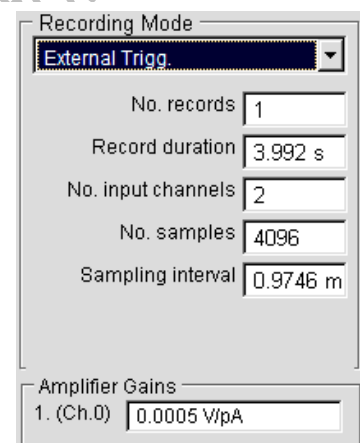 Recording Mode
External Trigg.
No. records 1
Record duration 3.992 s
No. input channels 2
No. samples 4096
Sampling interval 0.9746 m
Amplifier Gains
1. (Ch.0) 0.0005 V/pA